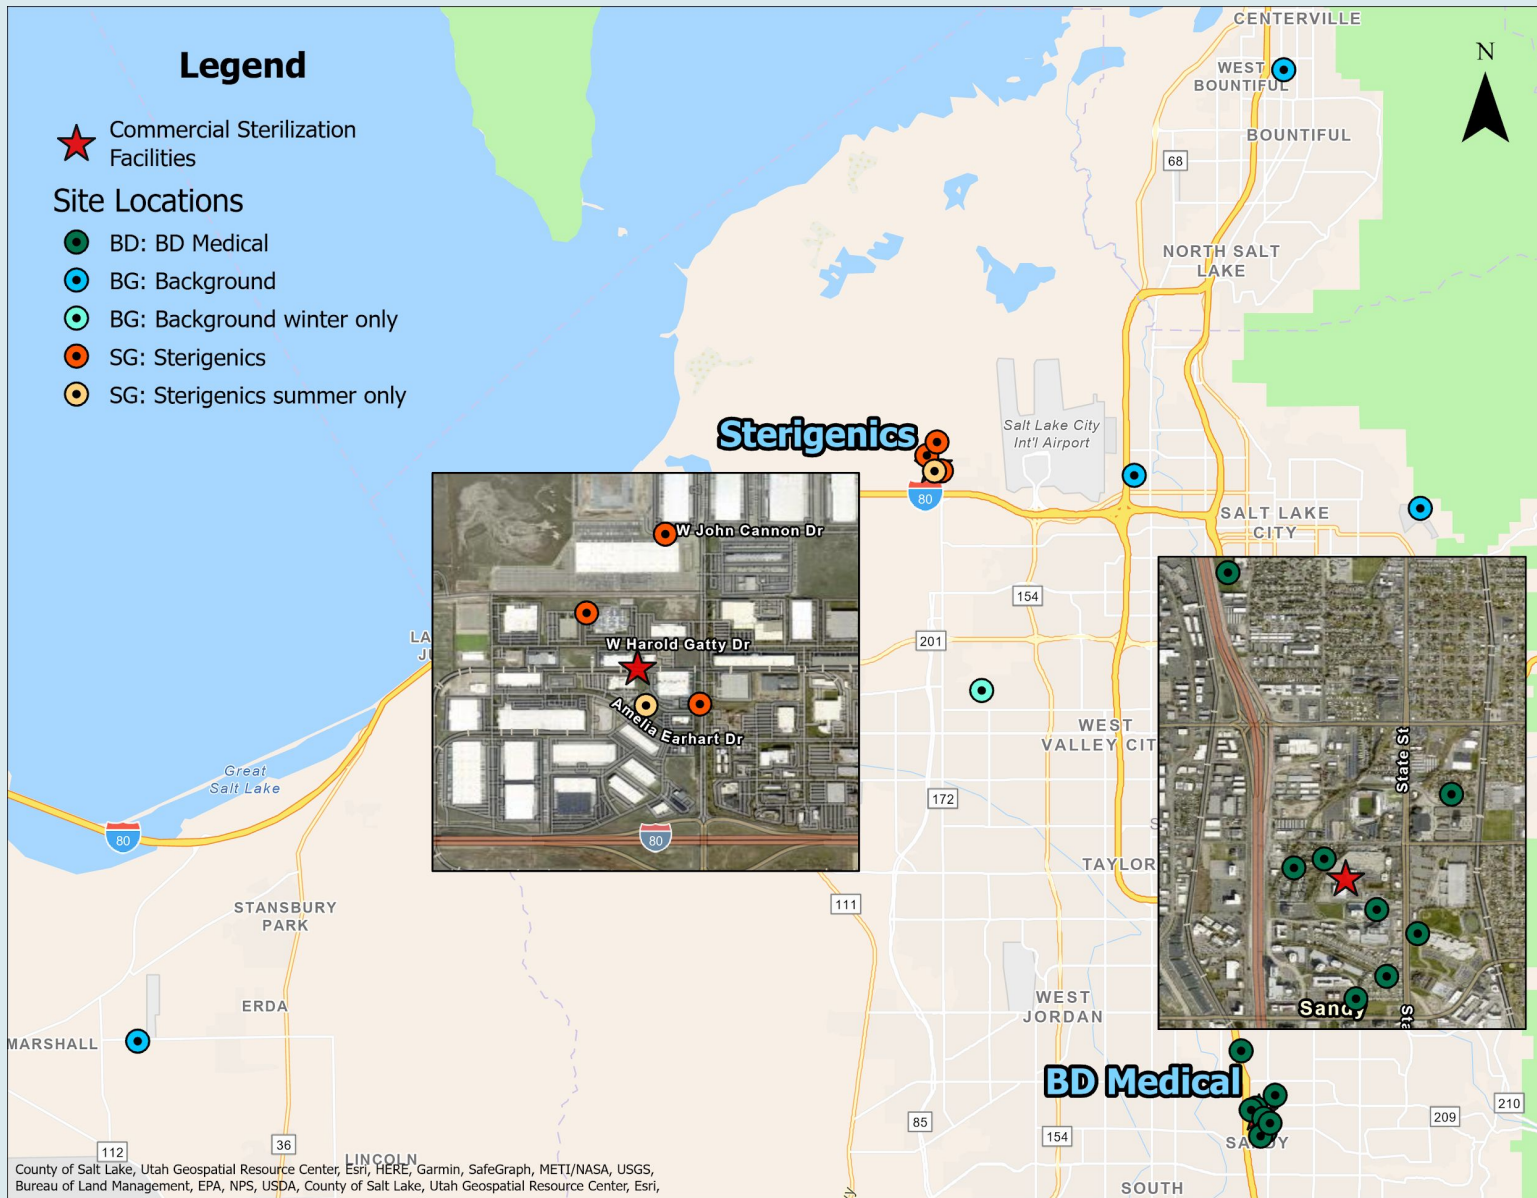 Legend
Commercial Sterilization
Facilities
Site Locations
BD: BD Medical
BG: Background
BG: Background winter only
SG: Sterigenics
SG: Sterigenics summer only
N
CENTERVILLE
WEST
BOUNTIFUL
BOUNTIFUL
68
NORTH SALT
LAKE
Sterigenics
Salt Lake City
Int'l Airport
80
SALT LAKE
CITY
154
201
W John Cannon Dr
W Harold Gatty Dr
Amelia Earhart Dr
80
LA
State St
WEST
VALLEY CIT
Great
Salt Lake
80
172
TAYLOR
STANSBURY
PARK
111
ERDA
WEST
JORDAN
Sandy
Sta
MARSHALL
BD Medical
85
154
SANDY
209
210
112
36
LINCOLN
SOUTH
County of Salt Lake, Utah Geospatial Resource Center, Esri, HERE, Garmin, SafeGraph, METI/NASA, USGS,
Bureau of Land Management, EPA, NPS, USDA, County of Salt Lake, Utah Geospatial Resource Center, Esri,